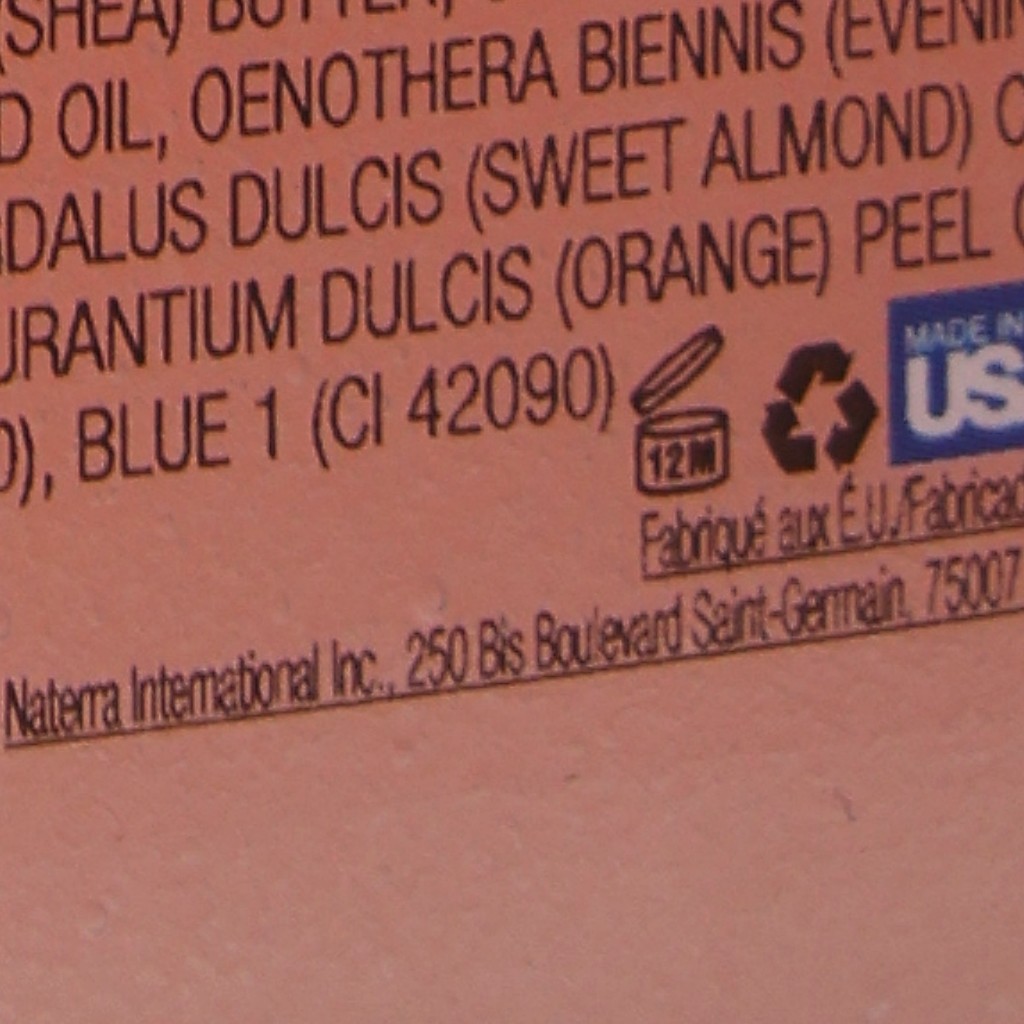 (SHEA) BUTTER,
OIL, OENOTHERA BIENNIS
DALUS DULCIS (SWEET ALMOND)
URANTIUM DULCIS (ORANGE) PEEL
0), BLUE 1 (CI 42090)
12M
MADE IN
US
Fabriqué aux É.U./Fabricad
Naterra International Inc., 250 Bis Boulevard Saint-Germain, 75007